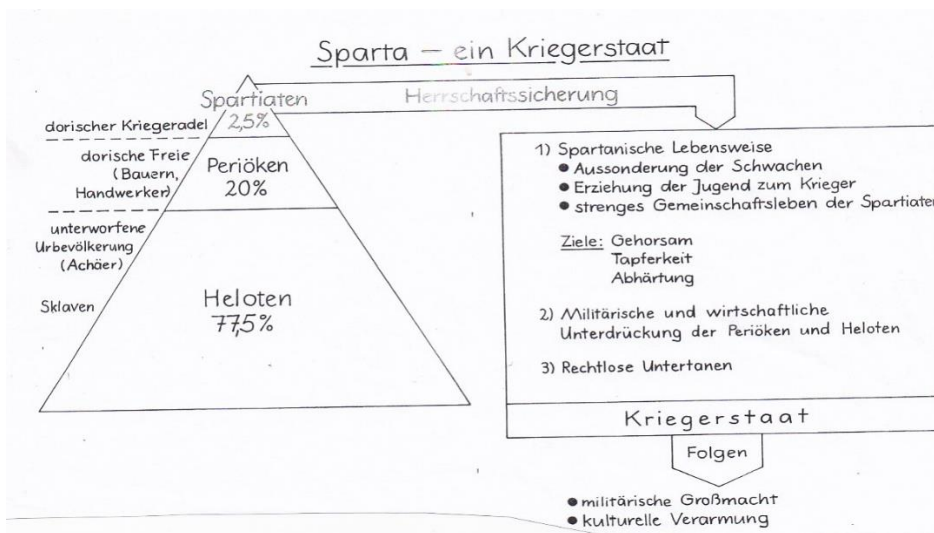 Sparta – ein Kriegerstaat
Spartiaten
2,5%
Herrschaftssicherung
dorischer Kriegeradel
dorische Freie
(Bauern,
Handwerker)
Periöken
20%
unterworfene
Urbevölkerung
(Achäer)
Sklaven
Heloten
77,5%
1) Spartanische Lebensweise
● Aussonderung der Schwachen
● Erziehung der Jugend zum Krieger
● strenges Gemeinschaftsleben der Spartiaten
Ziele: Gehorsam
Tapferkeit
Abhärtung
2) Militärische und wirtschaftliche
Unterdrückung der Periöken und Heloten
3) Rechtlose Untertanen
Kriegerstaat
Folgen
● militärische Großmacht
● kulturelle Verarmung